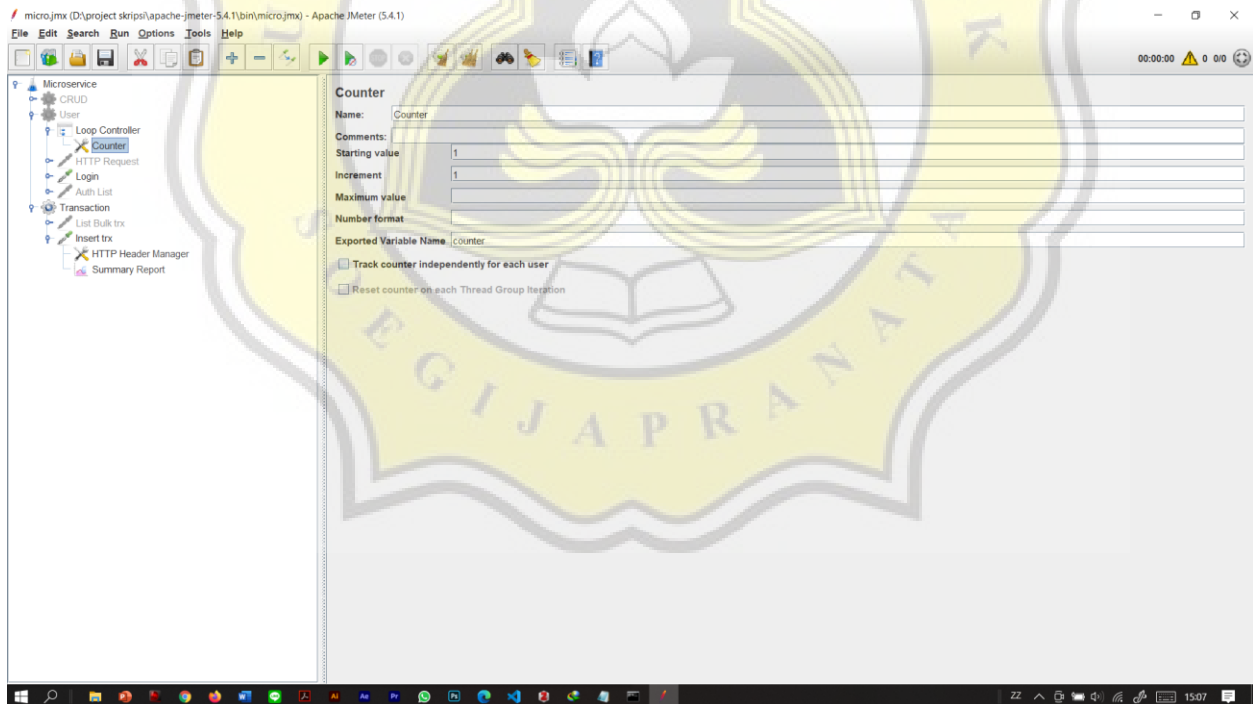 micro.jmx (D:\project skripsi\apache-jmeter-5.4.1\bin\micro.jmx) - Apache JMeter (5.4.1)
File Edit Search Run Options Tools Help
00:00:00 0 0/0
Microservice
CRUD
User
Loop Controller
Counter
HTTP Request
Login
Auth List
Transaction
List Bulk trx
Insert trx
HTTP Header Manager
Summary Report
Counter
Name: Counter
Comments:
Starting value 1
Increment 1
Maximum value
Number format
Exported Variable Name counter
Track counter independently for each user
Reset counter on each Thread Group Iteration
SOEGIJAPRANATA
U K
15:07